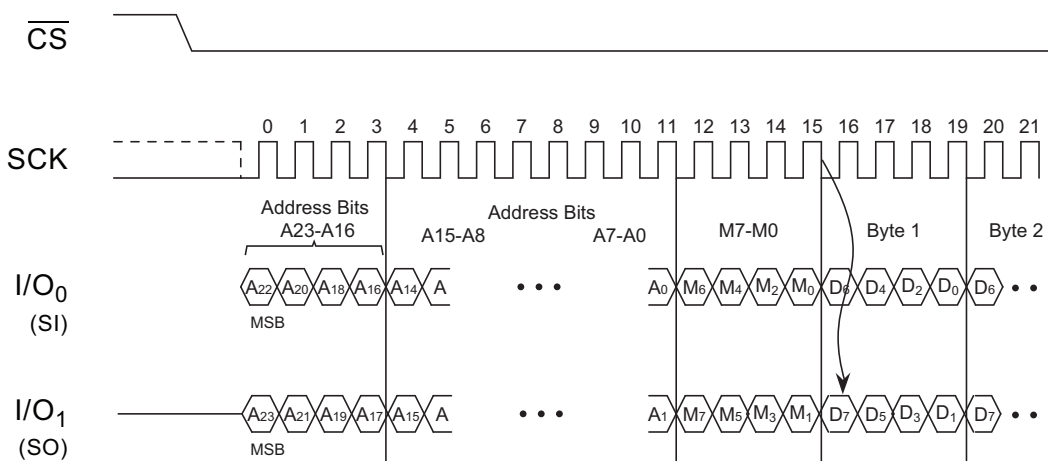 CS
0 1 2 3 4 5 6 7 8 9 10 11 12 13 14 15 16 17 18 19 20 21
SCK
Address Bits
A23-A16
Address Bits
A15-A8 A7-A0 M7-M0 Byte 1 Byte 2
I/O0
(SI)
A22 A20 A18 A16 A14 A • • • A0 M6 M4 M2 M0 D6 D4 D2 D0 D6 • •
MSB
I/O1
(SO)
A23 A21 A19 A17 A15 A • • • A1 M7 M5 M3 M1 D7 D5 D3 D1 D7 • •
MSB